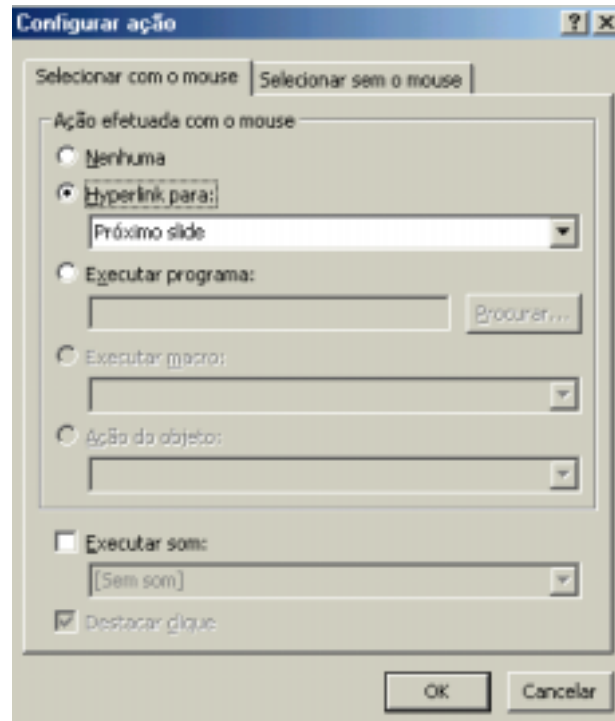 Configurar ação
Selecionar com o mouse Selecionar sem o mouse
Ação efetuada com o mouse
Nenhuma
Hyperlink para:
Próximo slide
Executar programa:
Procurar...
Executar macro:
Ação do objeto:
Executar som:
[Sem som]
Destacar clique
OK Cancelar